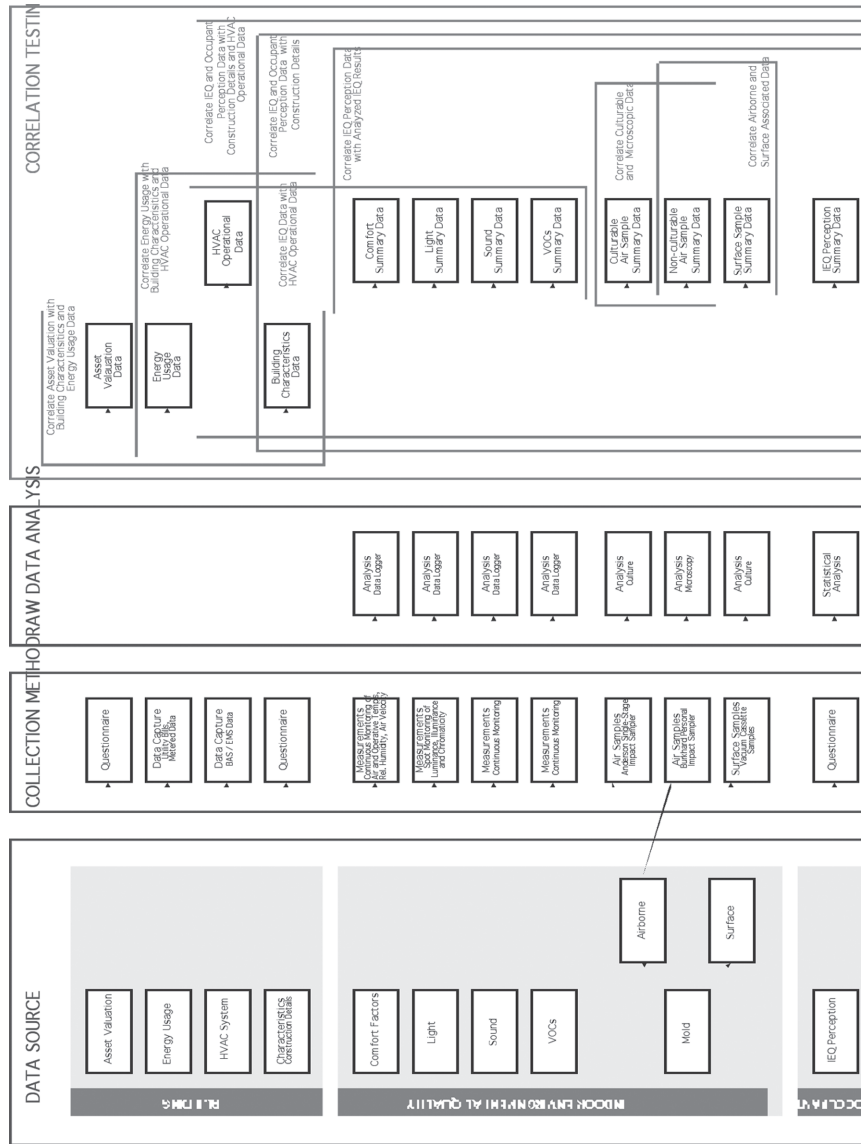 DATA SOURCE
BUILDING
Asset Valuation
Energy Usage
HVAC System
Characteristics
Construction Details
INDOOR ENVIRONMENTAL QUALITY
Comfort Factors
Light
Sound
VOCs
Mold
Airborne
Surface
OCCUPANT
IEQ Perception
COLLECTION METHOD
Questionnaire
Data Capture
Utility Bills,
Metered Data
Data Capture
BAS / EMS Data
Questionnaire
Measurements
Continuous Monitoring of
Air and Operative Temps,
Rel. Humidity, Air Velocity
Measurements
Spot Monitoring of
Luminance, Illuminance
and Chromaticity
Measurements
Continuous Monitoring
Measurements
Continuous Monitoring
Air Samples
Anderson Single-Stage
Impact Sampler
Air Samples
Burkhard Personal
Impact Sampler
Surface Samples
Vacuum Cassette
Samples
Questionnaire
RAW DATA ANALYSIS
Analysis
Data Logger
Analysis
Data Logger
Analysis
Data Logger
Analysis
Data Logger
Analysis
Culture
Analysis
Microscopy
Analysis
Culture
Statistical
Analysis
CORRELATION TESTIN
Correlate Asset Valuation with
Building Characterisitics and
Energy Usage Data
Asset
Valauation
Data
Correlate Energy Usage with
Building Characterisitics and
HVAC Operational Data
Energy
Usage
Data
Correlate IEQ and Occupant
Perception Data with
Construction Details and HVAC
Operational Data
HVAC
Operational
Data
Correlate IEQ and Occupant
Perception Data with
Construction Details
Correlate IEQ Data with
HVAC Operational Data
Building
Characteristics
Data
Correlate IEQ Perception Data
with Analyzed IEQ Results
Comfort
Summary Data
Light
Summary Data
Sound
Summary Data
VOCs
Summary Data
Correlate Culturable
and Microscopic Data
Culturable
Air Sample
Summary Data
Non-culturable
Air Sample
Summary Data
Correlate Airborne and
Surface Associated Data
Surface Sample
Summary Data
IEQ Perception
Summary Data